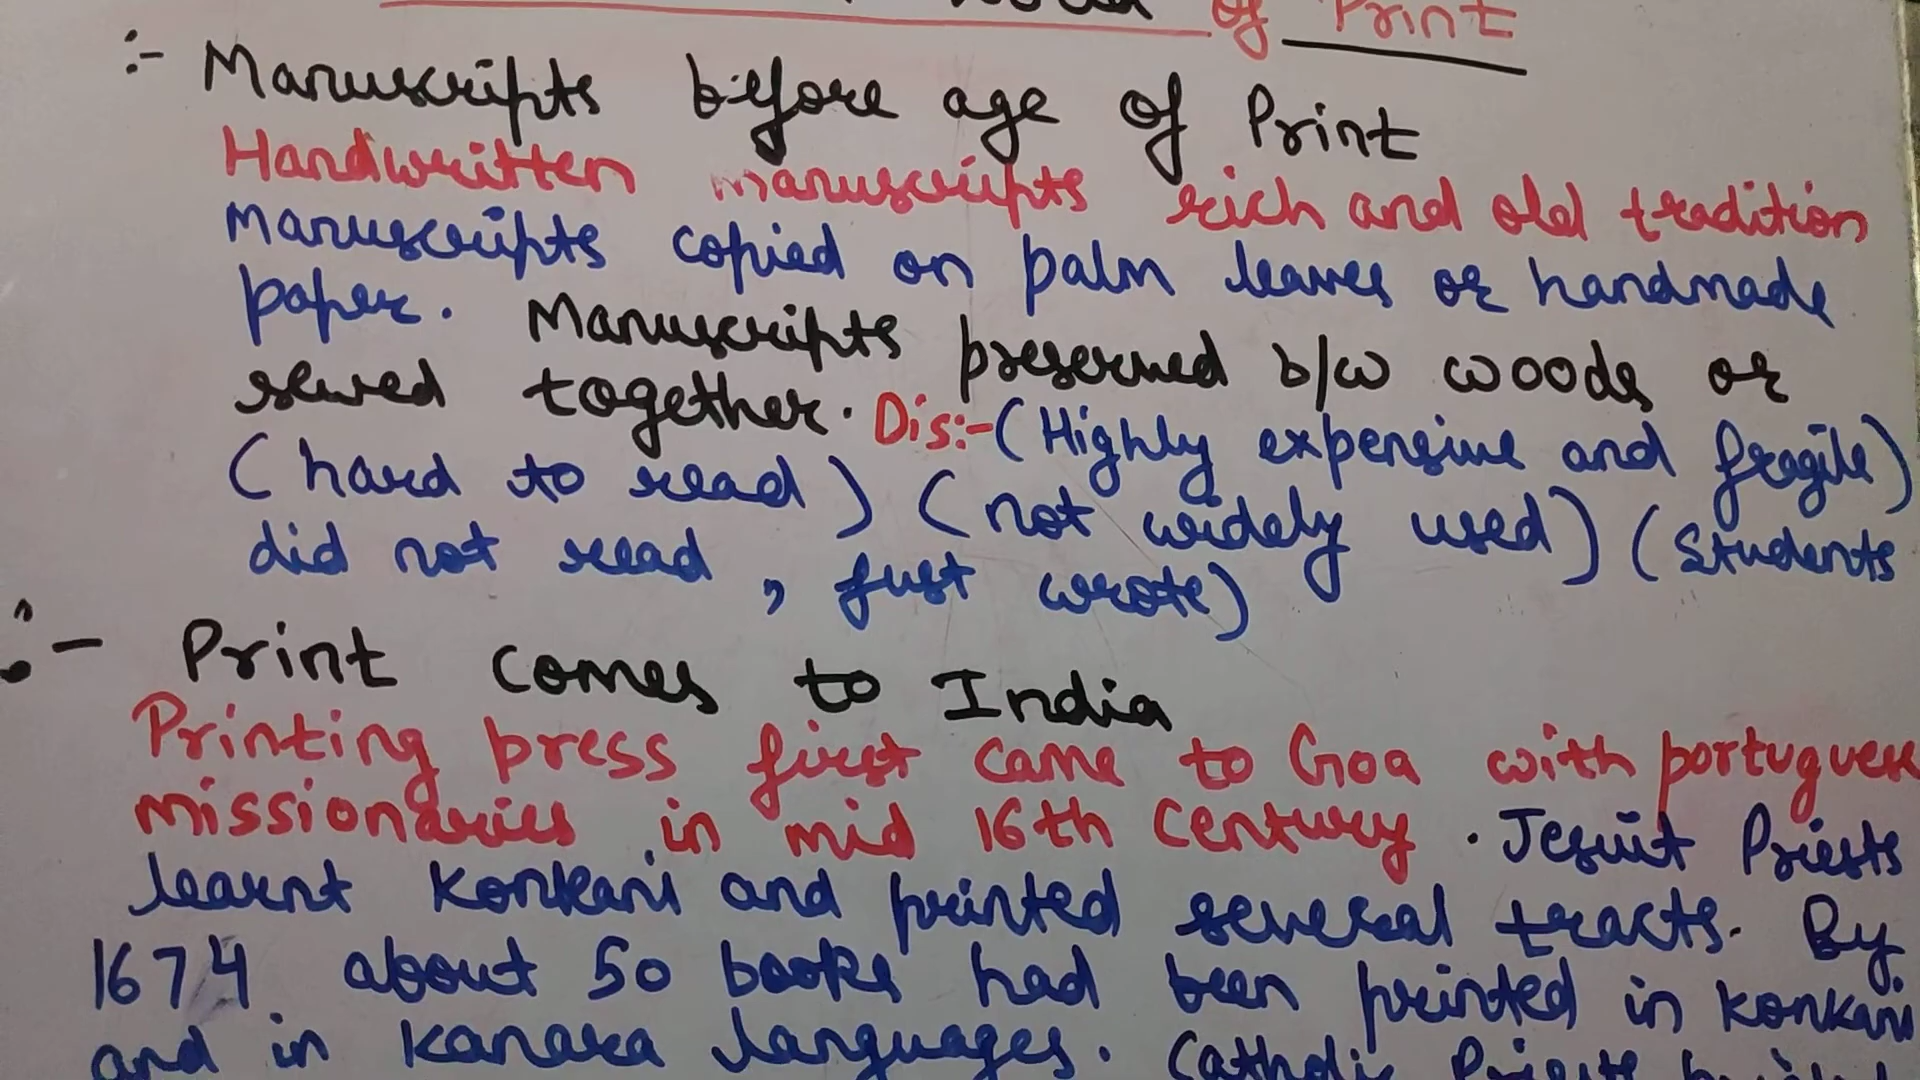 of Print
:- Manuscripts before age of Print
Handwritten manuscripts rich and old tradition
Manuscripts copied on palm leaves or handmade
paper. Manuscripts preserved b/w woods or
sewed together. Dis:- (Highly expensive and fragile)
(hard to read) (not widely used) (Students
did not read, just wrote)
:- Print comes to India
Printing press first came to Goa with portuguese
missionaries in mid 16th Century. Jesuit Priests
learnt Konkani and printed several tracts. By
1674 about 50 books had been printed in Konkani
and in Kanara languages. Catholic Priests